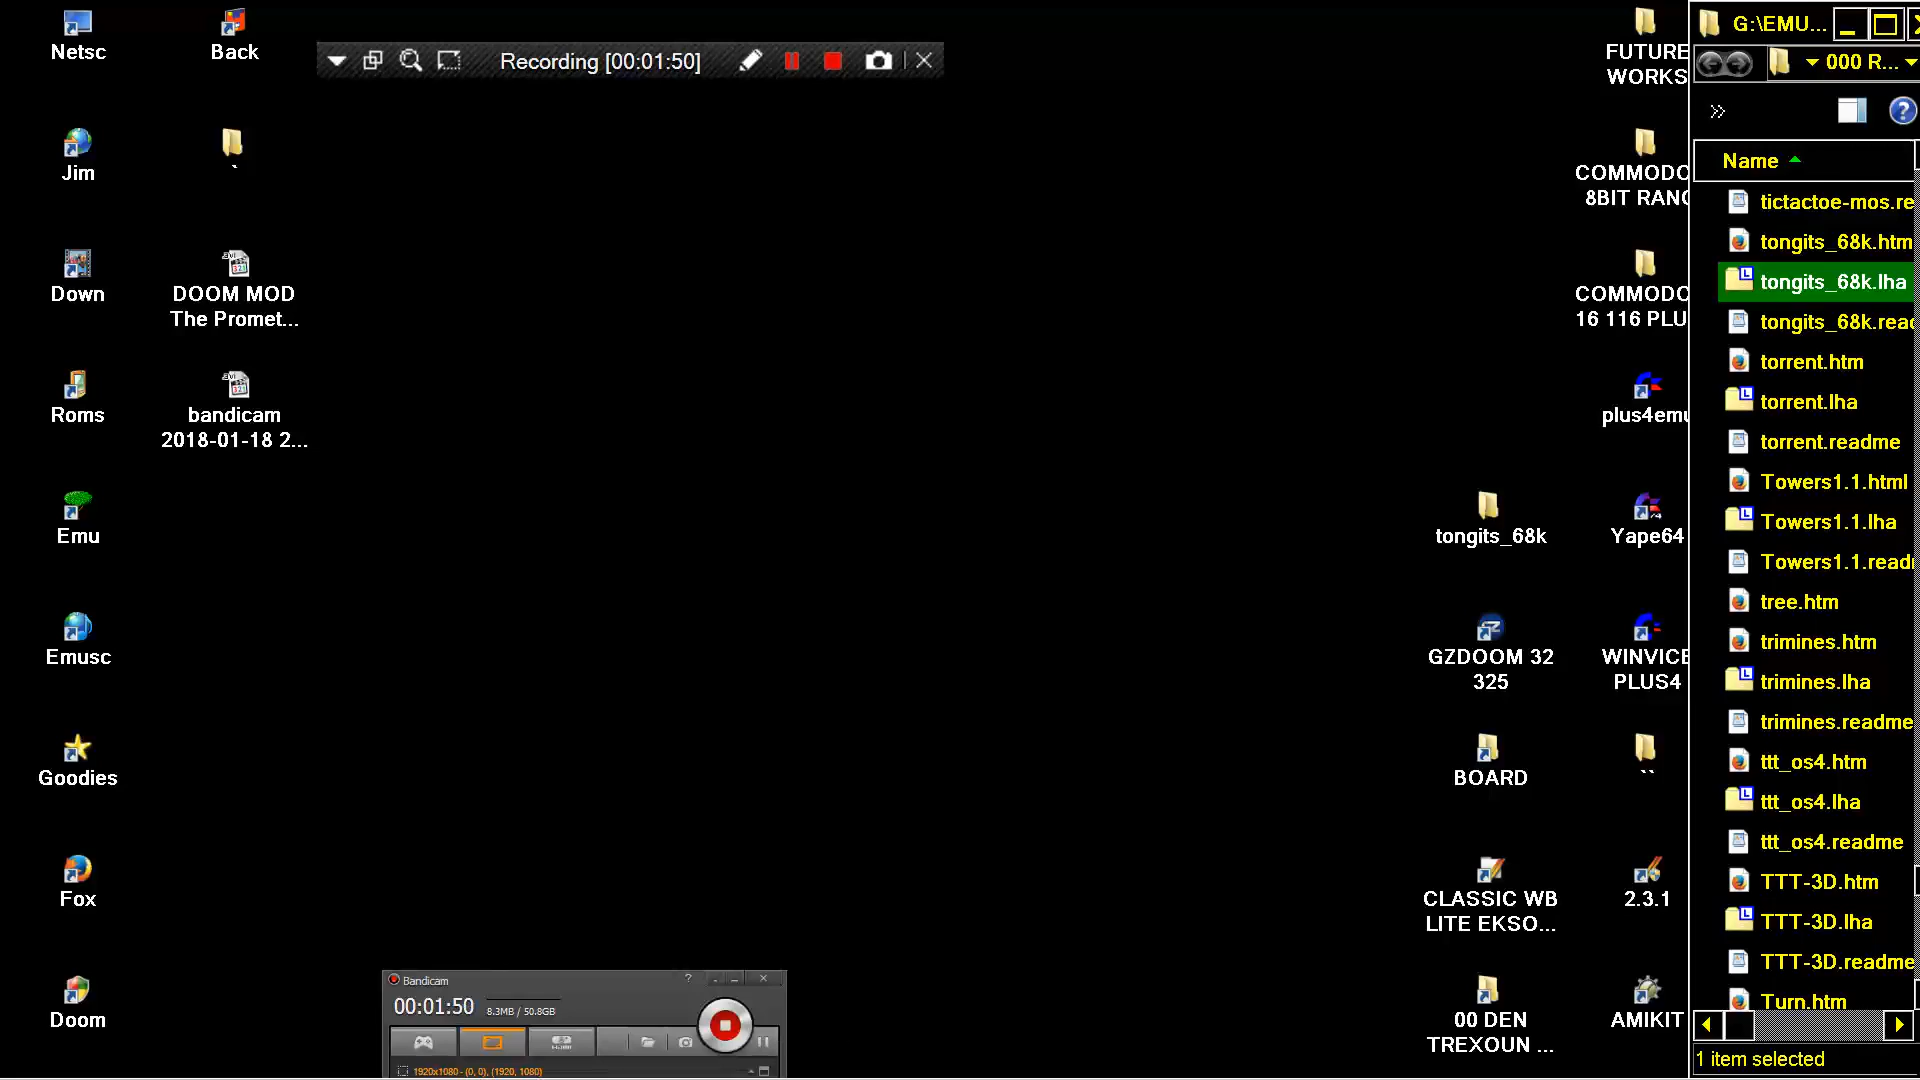 Netsc
Back
Jim
`
Down
DOOM MOD
The Promet...
Roms
bandicam
2018-01-18 2...
Emu
Emusc
Goodies
Fox
Doom
Recording [00:01:50]
Bandicam
00:01:50
8.3MB / 50.8GB
1920x1080 - (0, 0), (1920, 1080)
tongits_68k
GZDOOM 32
325
BOARD
CLASSIC WB
LITE EKSO...
00 DEN
TREXOUN ...
FUTURE
WORKS
COMMODO
8BIT RANG
COMMODO
16 116 PLU
plus4emu
Yape64
WINVICE
PLUS4
``
2.3.1
AMIKIT
G:\EMU...
000 R...
Name
tictactoe-mos.re
tongits_68k.htm
tongits_68k.lha
tongits_68k.read
torrent.htm
torrent.lha
torrent.readme
Towers1.1.html
Towers1.1.lha
Towers1.1.read
tree.htm
trimines.htm
trimines.lha
trimines.readme
ttt_os4.htm
ttt_os4.lha
ttt_os4.readme
TTT-3D.htm
TTT-3D.lha
TTT-3D.readme
Turn.htm
1 item selected